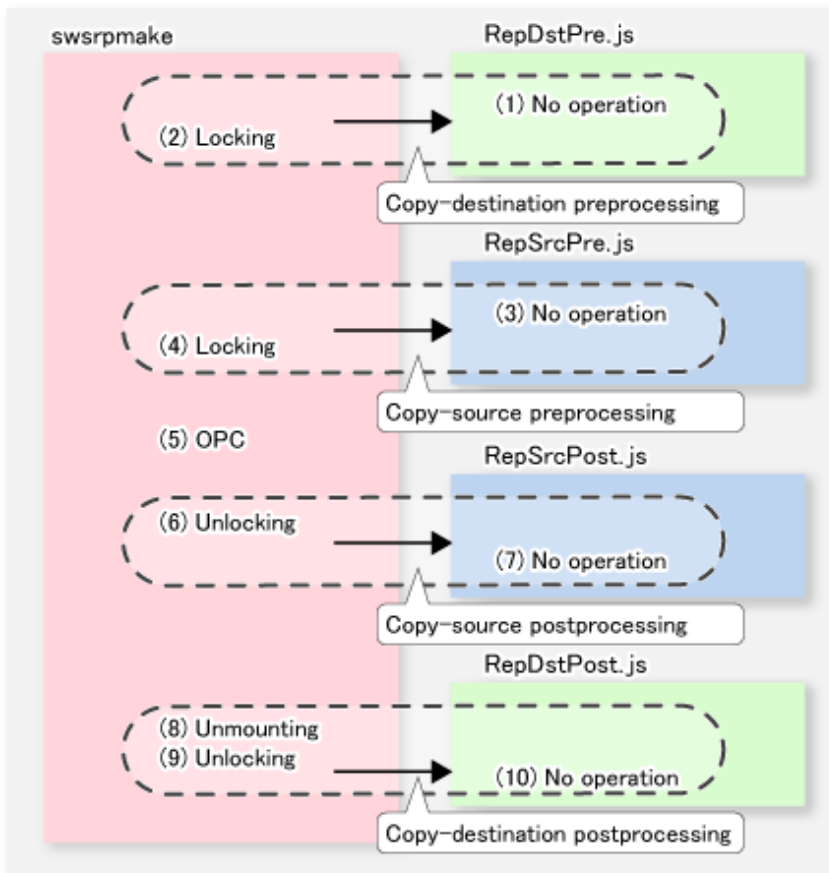 swsrpmake
RepDstPre.js
(1) No operation
(2) Locking
Copy-destination preprocessing
RepSrcPre.js
(3) No operation
(4) Locking
Copy-source preprocessing
(5) OPC
RepSrcPost.js
(6) Unlocking
(7) No operation
Copy-source postprocessing
RepDstPost.js
(8) Unmounting
(9) Unlocking
(10) No operation
Copy-destination postprocessing